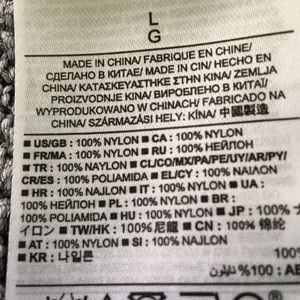 L
G
MADE IN CHINA/ FABRIQUE EN CHINE/
СДЕЛАНО В КИТАЕ/ MADE IN/ HECHO EN
CHINA/ ΚΑΤΑΣΚΕΥΑΣΤΗΚΕ ΣΤΗΝ ΚΙΝΑ/ ZEMLJA
PROIZVODNJE KINA/ ВИРОБЛЕНО В КИТАЇ/
WYPRODUKOWANO W CHINACH/ FABRICADO NA
CHINA/ SZÁRMAZÁSI HELY: KÍNA/ 中國製造
■ US/GB : 100% NYLON ■ CA : 100% NYLON
■ FR/MA : 100% NYLON ■ RU : 100% НЕЙЛОН
■ TR : 100% NAYLON ■ CL/CO/MX/PA/PE/UY/AR/PY/
CR/ES : 100% POLIAMIDA ■ EL/CY : 100% ΝΑΙΛΟΝ
■ HR : 100% NAJLON ■ IT : 100% NYLON ■ UA :
100% НЕЙЛОН ■ PL : 100% NYLON ■ BR :
100% POLIAMIDA ■ HU : 100% NYLON ■ JP : 100% ナ
イロン ■ TW/HK : 100% 尼龍 ■ CN : 100% 锦纶
■ AT : 100% NYLON ■ SI : 100% NAJLON
■ KR : 나일론 100%